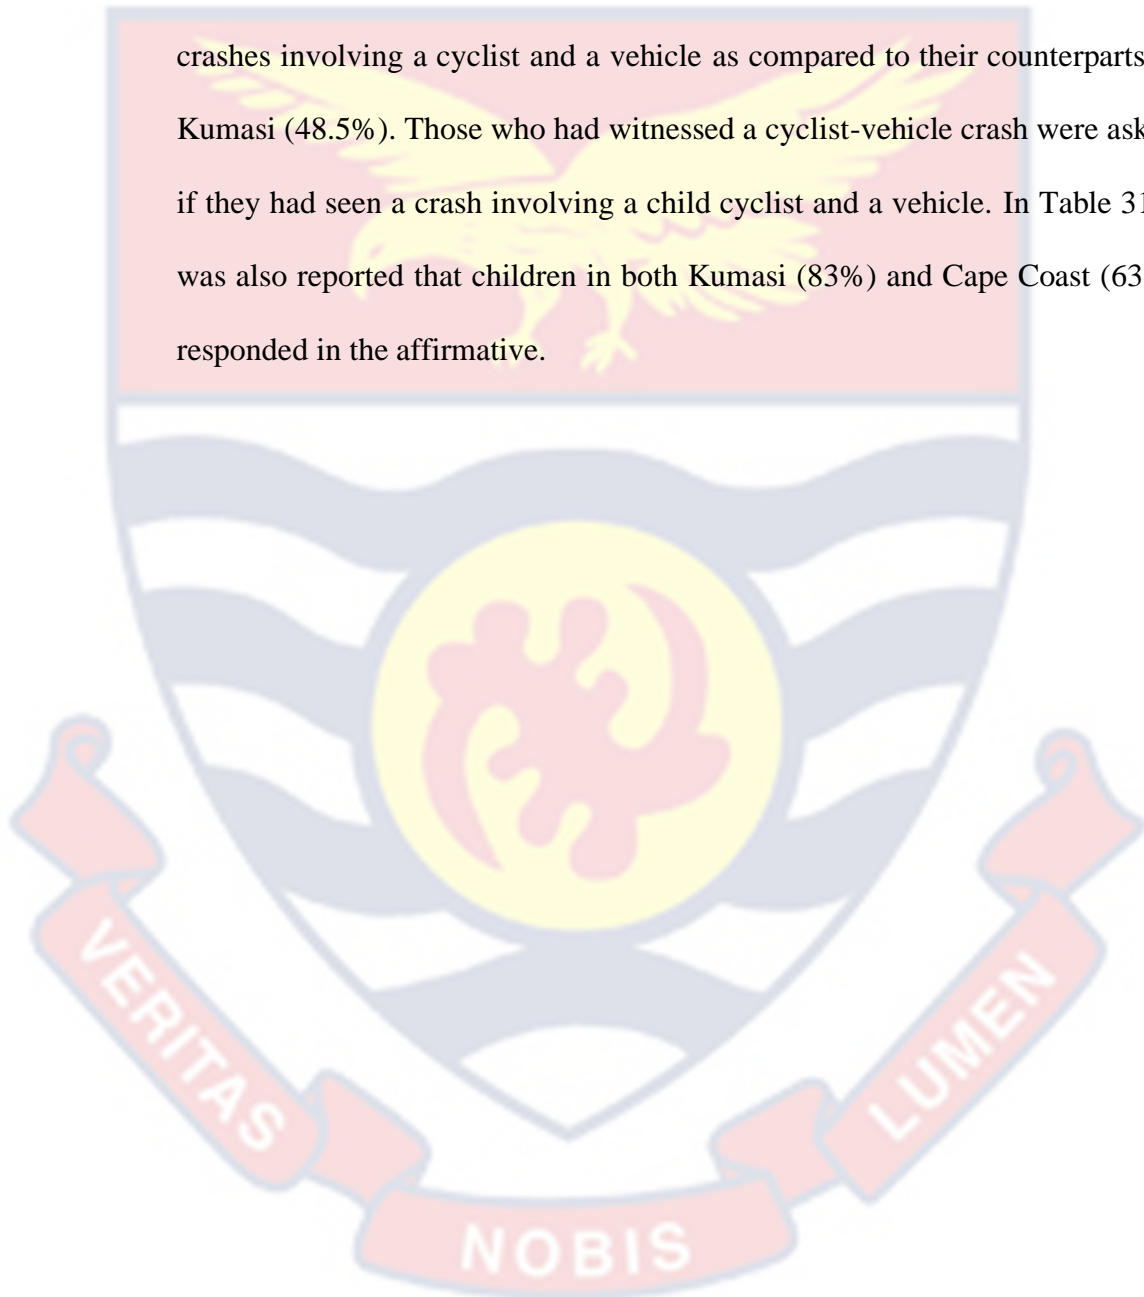 crashes involving a cyclist and a vehicle as compared to their counterparts
Kumasi (48.5%). Those who had witnessed a cyclist-vehicle crash were ask
if they had seen a crash involving a child cyclist and a vehicle. In Table 31
was also reported that children in both Kumasi (83%) and Cape Coast (63
responded in the affirmative.
VERITAS
NOBIS
LUMEN